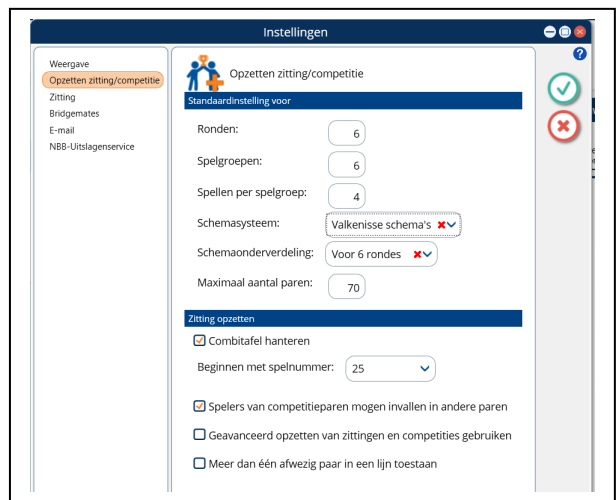 Instellingen
Weergave
Opzetten zitting/competitie
Zitting
Bridgemates
E-mail
NBB-Uitslagenservice
Opzetten zitting/competitie
Standaardinstelling voor
Ronden: 6
Spelgroepen: 6
Spellen per spelgroep: 4
Schemasysteem: Valkenisse schema's
Schemaonderverdeling: Voor 6 rondes
Maximaal aantal paren: 70
Zitting opzetten
Combitafel hanteren
Beginnen met spelnummer: 25
Spelers van competitieparen mogen invallen in andere paren
Geavanceerd opzetten van zittingen en competities gebruiken
Meer dan één afwezig paar in een lijn toestaan